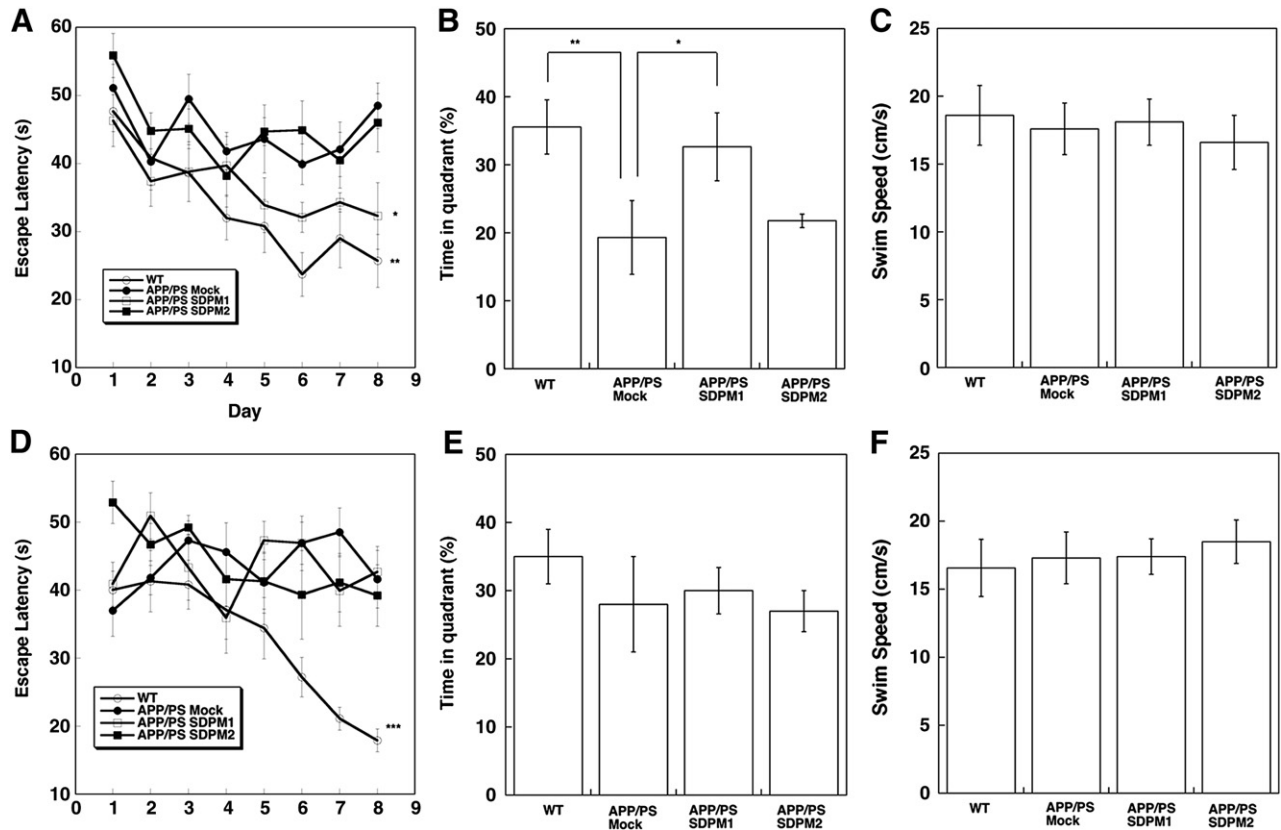 A
Escape Latency (s)
60
50
40
30
20
10
*
**
WT
APP/PS Mock
APP/PS SDPM1
APP/PS SDPM2
0 1 2 3 4 5 6 7 8 9
Day
B
Time in quadrant (%)
50
40
30
20
10
0
**
*
WT
APP/PS
Mock
APP/PS
SDPM1
APP/PS
SDPM2
C
Swim Speed (cm/s)
25
20
15
10
5
0
WT
APP/PS
Mock
APP/PS
SDPM1
APP/PS
SDPM2
D
Escape Latency (s)
60
50
40
30
20
10
***
WT
APP/PS Mock
APP/PS SDPM1
APP/PS SDPM2
0 1 2 3 4 5 6 7 8 9
E
Time in quadrant (%)
50
40
30
20
10
0
WT
APP/PS
Mock
APP/PS
SDPM1
APP/PS
SDPM2
F
Swim Speed (cm/s)
25
20
15
10
5
0
WT
APP/PS
Mock
APP/PS
SDPM1
APP/PS
SDPM2